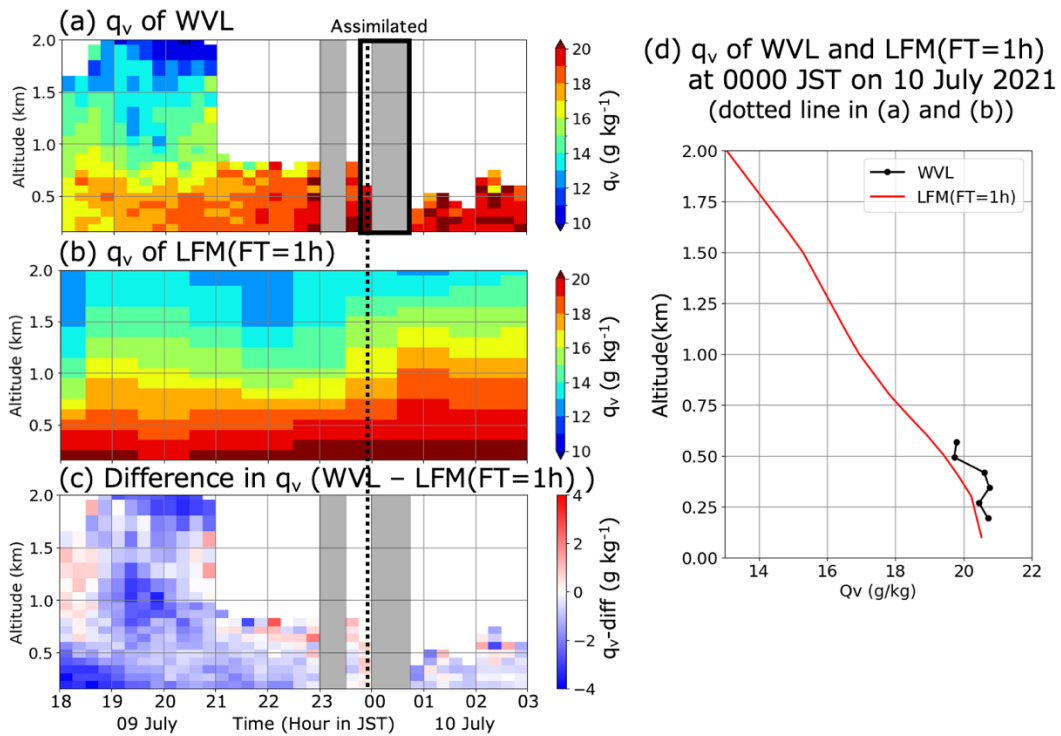 (a) qᵥ of WVL
Assimilated
2.0
1.5
1.0
0.5
Altitude (km)
20
18
16
14
12
10
qᵥ (g kg⁻¹)
(b) qᵥ of LFM(FT=1h)
2.0
1.5
1.0
0.5
Altitude (km)
20
18
16
14
12
10
qᵥ (g kg⁻¹)
(c) Difference in qᵥ (WVL – LFM(FT=1h) )
2.0
1.5
1.0
0.5
Altitude (km)
4
2
0
−2
−4
qᵥ-diff (g kg⁻¹)
18 19 20 21 22 23 00 01 02 03
09 July Time (Hour in JST) 10 July
(d) qᵥ of WVL and LFM(FT=1h)
at 0000 JST on 10 July 2021
(dotted line in (a) and (b))
WVL
LFM(FT=1h)
2.00
1.75
1.50
1.25
1.00
0.75
0.50
0.25
0.00
Altitude(km)
14 16 18 20 22
Qv (g/kg)